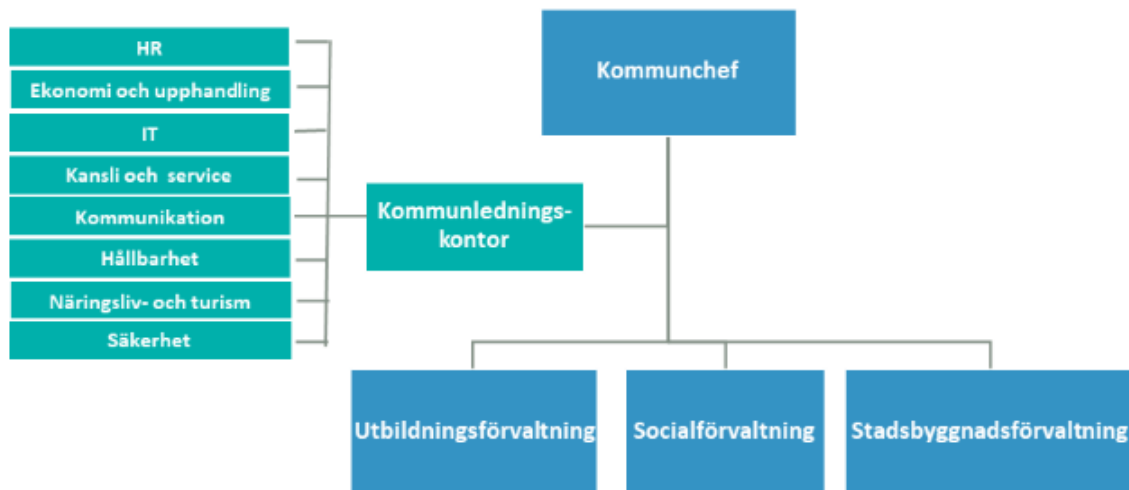 HR
Ekonomi och upphandling
IT
Kansli och service
Kommunikation
Hållbarhet
Näringsliv- och turism
Säkerhet
Kommunchef
Kommunlednings-
kontor
Utbildningsförvaltning
Socialförvaltning
Stadsbyggnadsförvaltning